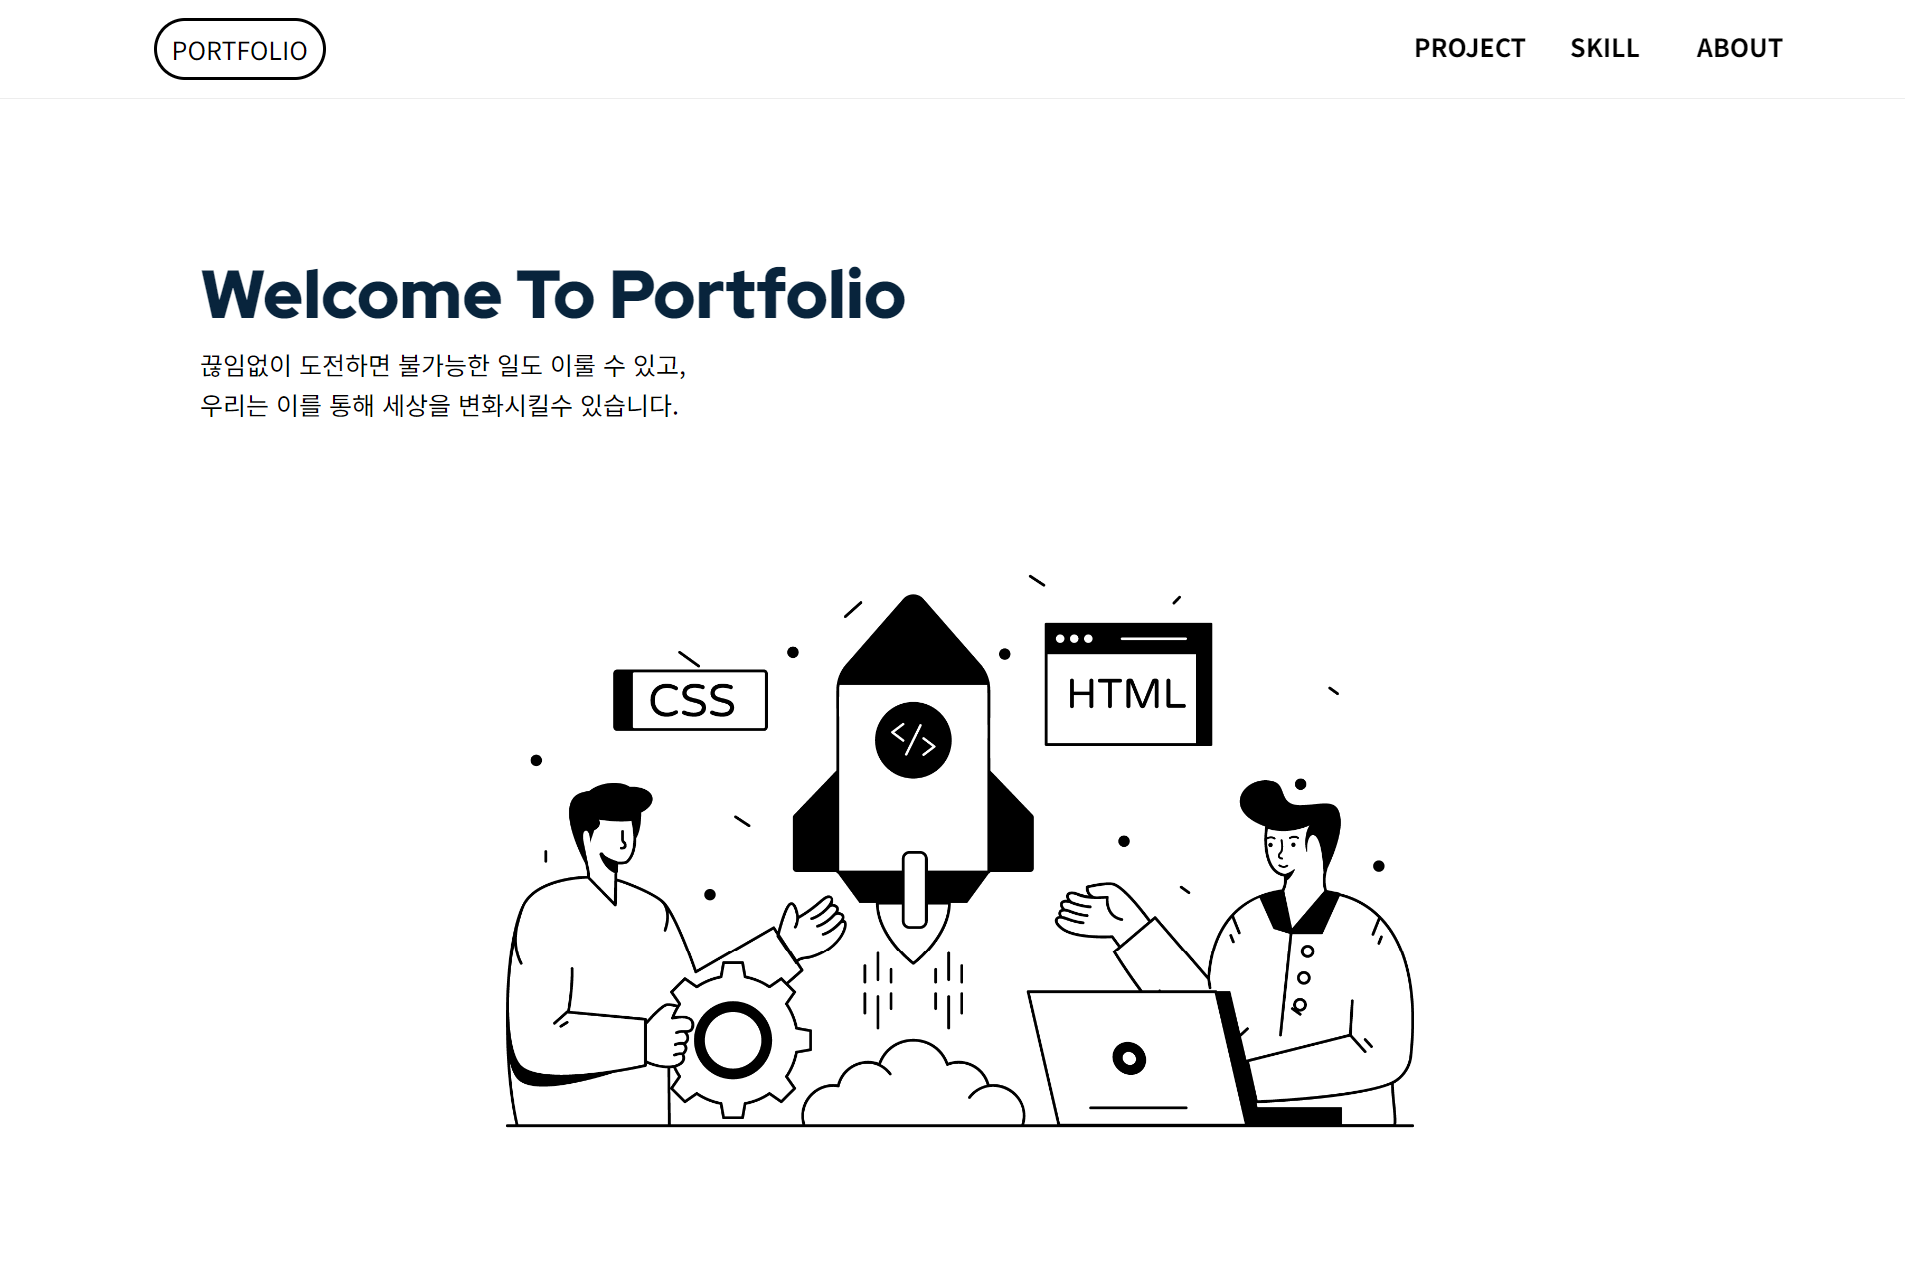 PORTFOLIO
PROJECT SKILL ABOUT
Welcome To Portfolio
끊임없이 도전하면 불가능한 일도 이룰 수 있고,
우리는 이를 통해 세상을 변화시킬수 있습니다.
CSS
HTML
</>